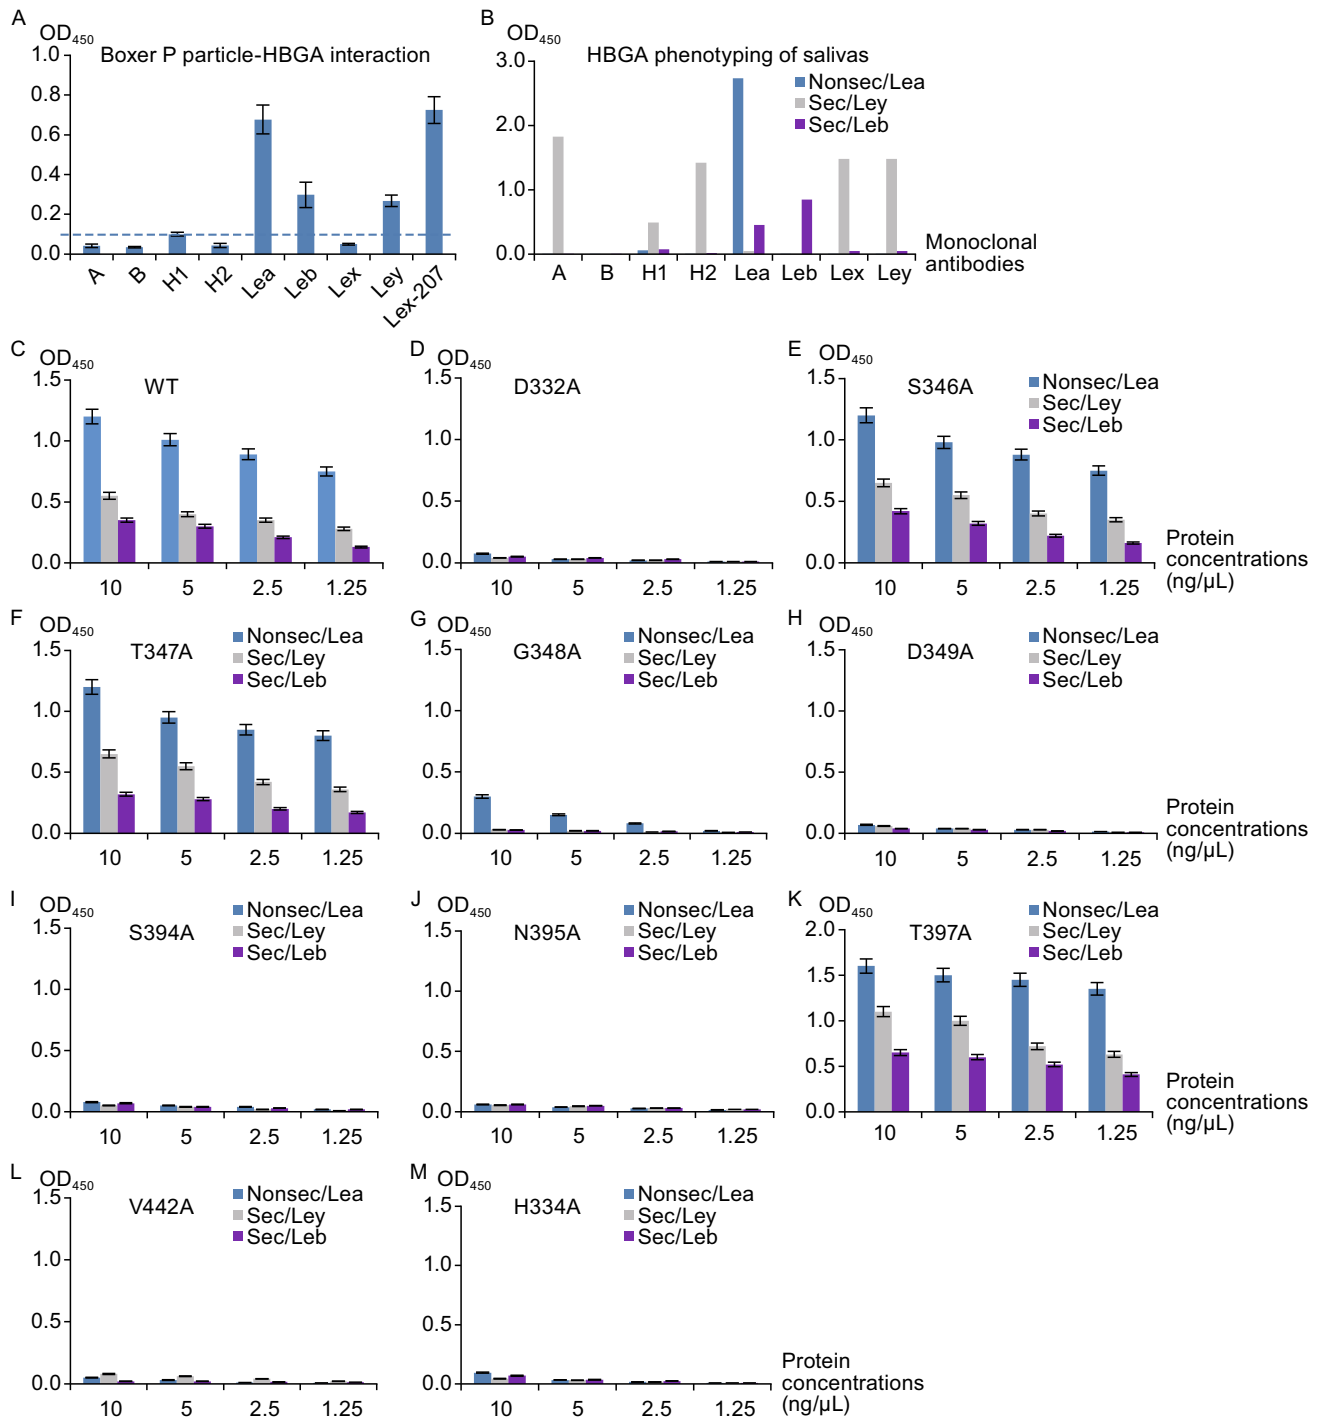 A
OD450
Boxer P particle-HBGA interaction
1.0
0.8
0.6
0.4
0.2
0.0
A B H1 H2 Lea Leb Lex Ley Lex-207
B
OD450
HBGA phenotyping of salivas
3.0
2.0
1.0
0.0
Nonsec/Lea
Sec/Ley
Sec/Leb
A B H1 H2 Lea Leb Lex Ley
Monoclonal
antibodies
C
OD450
WT
1.5
1.0
0.5
0.0
10 5 2.5 1.25
D
OD450
D332A
1.5
1.0
0.5
0.0
10 5 2.5 1.25
E
OD450
S346A
Nonsec/Lea
Sec/Ley
Sec/Leb
1.5
1.0
0.5
0.0
10 5 2.5 1.25
Protein
concentrations
(ng/µL)
F
OD450
T347A
Nonsec/Lea
Sec/Ley
Sec/Leb
1.5
1.0
0.5
0.0
10 5 2.5 1.25
G
OD450
G348A
Nonsec/Lea
Sec/Ley
Sec/Leb
1.5
1.0
0.5
0.0
10 5 2.5 1.25
H
OD450
D349A
Nonsec/Lea
Sec/Ley
Sec/Leb
1.5
1.0
0.5
0.0
10 5 2.5 1.25
Protein
concentrations
(ng/µL)
I
OD450
S394A
Nonsec/Lea
Sec/Ley
Sec/Leb
1.5
1.0
0.5
0.0
10 5 2.5 1.25
J
OD450
N395A
Nonsec/Lea
Sec/Ley
Sec/Leb
1.5
1.0
0.5
0.0
10 5 2.5 1.25
K
OD450
T397A
Nonsec/Lea
Sec/Ley
Sec/Leb
2.0
1.5
1.0
0.5
0.0
10 5 2.5 1.25
Protein
concentrations
(ng/µL)
L
OD450
V442A
Nonsec/Lea
Sec/Ley
Sec/Leb
1.5
1.0
0.5
0.0
10 5 2.5 1.25
M
OD450
H334A
Nonsec/Lea
Sec/Ley
Sec/Leb
1.5
1.0
0.5
0.0
10 5 2.5 1.25
Protein
concentrations
(ng/µL)